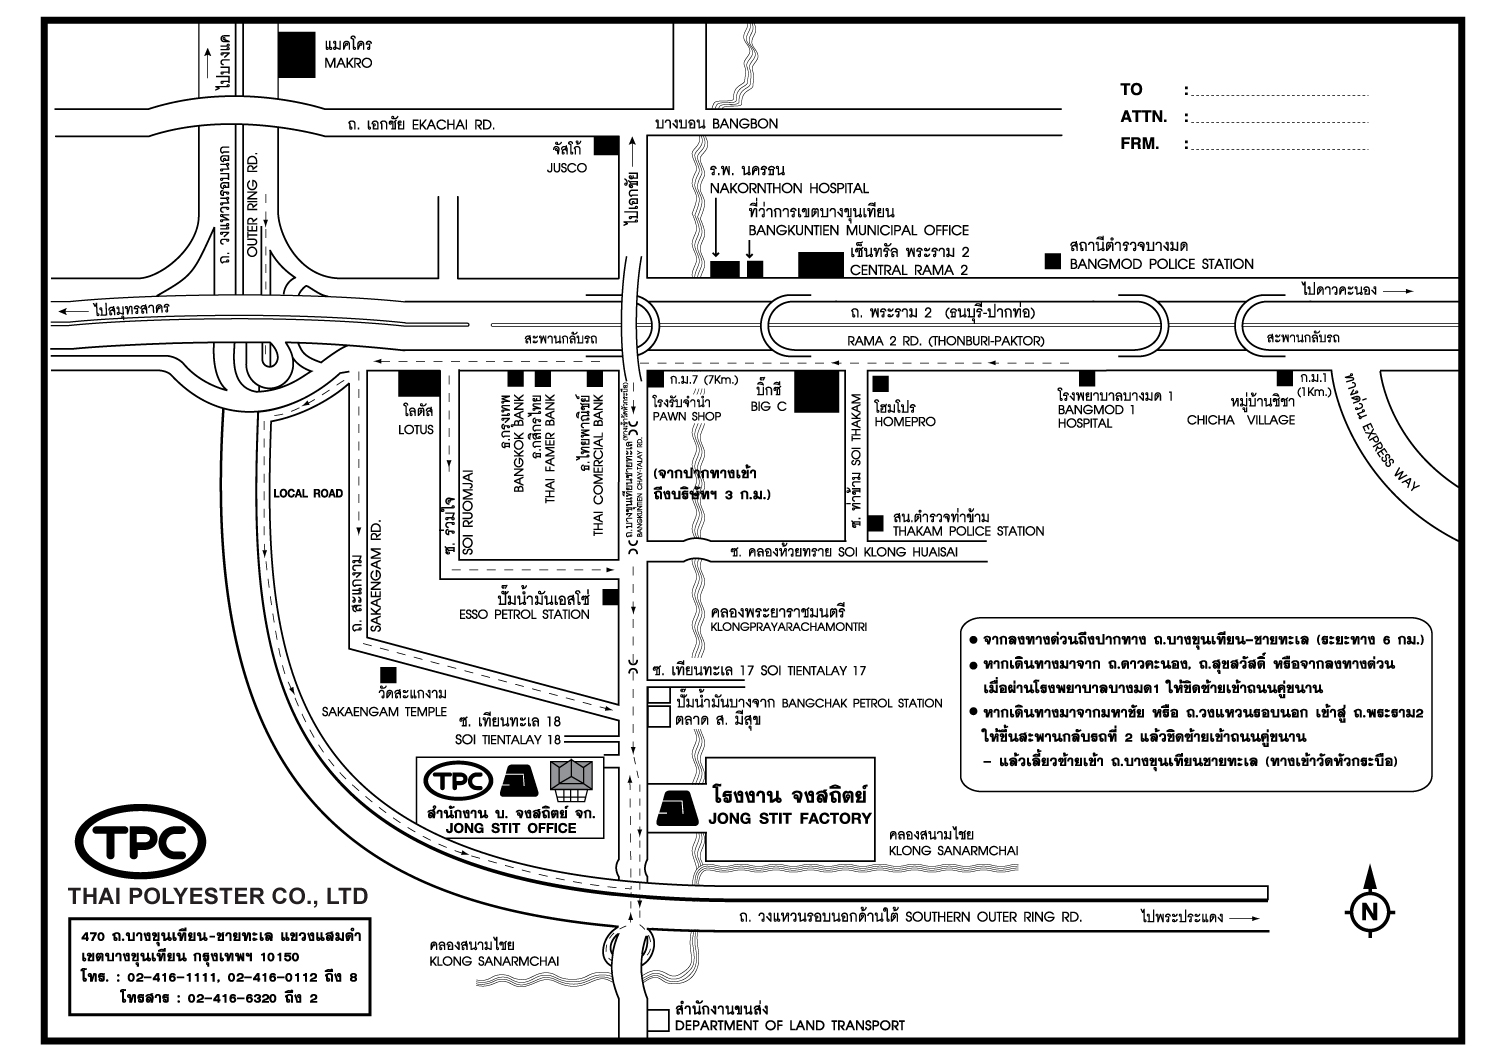 แมคโคร
MAKRO
ไปบางแค
TO :
ATTN. :
FRM. :
ถ. เอกชัย EKACHAI RD.
บางบอน BANGBON
จัสโก้
JUSCO
ไปเอกชัย
ถ. วงแหวนรอบนอก
OUTER RING RD.
ร.พ. นครธน
NAKORNTHON HOSPITAL
ที่ว่าการเขตบางขุนเทียน
BANGKUNTIEN MUNICIPAL OFFICE
เซ็นทรัล พระราม 2
CENTRAL RAMA 2
สถานีตำรวจบางมด
BANGMOD POLICE STATION
ไปดาวคะนอง
ไปสมุทรสาคร
ถ. พระราม 2 (ธนบุรี-ปากท่อ)
สะพานกลับรถ
RAMA 2 RD. (THONBURI-PAKTOR)
สะพานกลับรถ
โลตัส
LOTUS
ธ.กรุงเทพ
BANGKOK BANK
ธ.กสิกรไทย
THAI FAMER BANK
ธ.ไทยพาณิชย์
THAI COMERCIAL BANK
ถ.บางขุนเทียนชายทะเล (ทางเข้าวัดหัวกระบือ)
BANGKUNTIEN CHAY-TALAY RD.
ก.ม.7 (7Km.)
โรงรับจำนำ
PAWN SHOP
บิ๊กซี
BIG C
โฮมโปร
HOMEPRO
โรงพยาบาลบางมด 1
BANGMOD 1
HOSPITAL
ก.ม.1
(1Km.)
หมู่บ้านชิชา
CHICHA VILLAGE
ทางด่วน EXPRESS WAY
LOCAL ROAD
ซ. ร่วมใจ
SOI RUOMJAI
(จากปากทางเข้า
ถึงบริษัทฯ 3 ก.ม.)
ซ. ท่าข้าม SOI THAKAM
สน.ตำรวจท่าข้าม
THAKAM POLICE STATION
ซ. คลองห้วยทราย SOI KLONG HUAISAI
ถ. สะแกงาม
SAKAENGAM RD.
ปั๊มน้ำมันเอสโซ่
ESSO PETROL STATION
คลองพระยาราชมนตรี
KLONGPRAYARACHAMONTRI
ซ. เทียนทะเล 17 SOI TIENTALAY 17
วัดสะแกงาม
SAKAENGAM TEMPLE
ปั๊มน้ำมันบางจาก BANGCHAK PETROL STATION
ตลาด ส. มีสุข
ซ. เทียนทะเล 18
SOI TIENTALAY 18
● จากลงทางด่วนถึงปากทาง ถ.บางขุนเทียน-ชายทะเล (ระยะทาง 6 กม.)
● หากเดินทางมาจาก ถ.ดาวคะนอง, ถ.สุขสวัสดิ์ หรือจากลงทางด่วน
เมื่อผ่านโรงพยาบาลบางมด1 ให้ชิดซ้ายเข้าถนนคู่ขนาน
● หากเดินทางมาจากมหาชัย หรือ ถ.วงแหวนรอบนอก เข้าสู่ ถ.พระราม2
ให้ขึ้นสะพานกลับรถที่ 2 แล้วชิดซ้ายเข้าถนนคู่ขนาน
- แล้วเลี้ยวซ้ายเข้า ถ.บางขุนเทียนชายทะเล (ทางเข้าวัดหัวกระบือ)
TPC
สำนักงาน บ. จงสถิตย์ จก.
JONG STIT OFFICE
โรงงาน จงสถิตย์
JONG STIT FACTORY
คลองสนามไชย
KLONG SANARMCHAI
TPC
THAI POLYESTER CO., LTD
470 ถ.บางขุนเทียน-ชายทะเล แขวงแสมดำ
เขตบางขุนเทียน กรุงเทพฯ 10150
โทร. : 02-416-1111, 02-416-0112 ถึง 8
โทรสาร : 02-416-6320 ถึง 2
N
ถ. วงแหวนรอบนอกด้านใต้ SOUTHERN OUTER RING RD.
ไปพระประแดง
คลองสนามไชย
KLONG SANARMCHAI
สำนักงานขนส่ง
DEPARTMENT OF LAND TRANSPORT